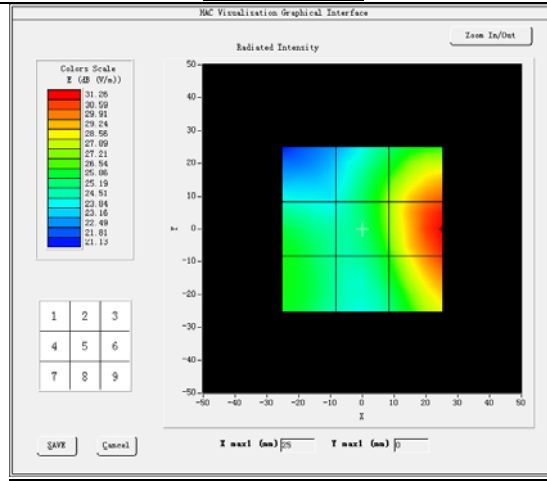 HAC Visualisation Graphical Interface
Zoom In/Out
Radiated Intensity
Colors Scale
E (dB (V/m))
31.26
30.59
29.91
29.24
28.56
27.89
27.21
26.54
25.86
25.19
24.51
23.84
23.16
22.49
21.81
21.13
50
40
30
20
10
0
-10
-20
-30
-40
-50
Y
-50 -40 -30 -20 -10 0 10 20 30 40 50
X
1 2 3
4 5 6
7 8 9
SAVE Cancel X max1 (mm) 25 Y max1 (mm) 0